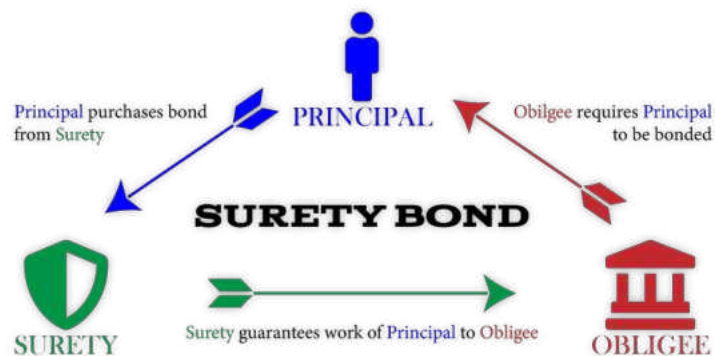 Principal purchases bond
from Surety
PRINCIPAL
Obilgee requires Principal
to be bonded
SURETY BOND
SURETY
Surety guarantees work of Principal to Obligee
OBLIGEE